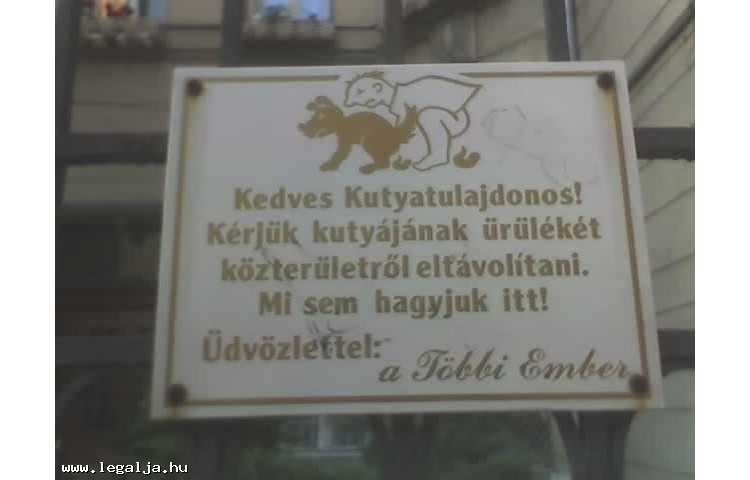 Kedves Kutyatulajdonos!
Kérjük kutyájának ürülékét
közterületről eltávolítani.
Mi sem hagyjuk itt!
Üdvözlettel:
a Többi Ember
www.legalja.hu